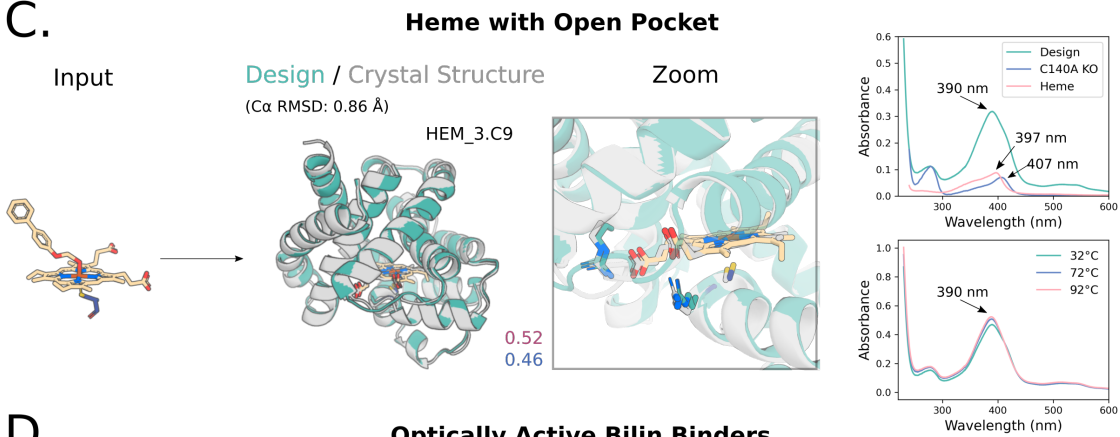 C.
Heme with Open Pocket
Input
Design / Crystal Structure
(Cα RMSD: 0.86 Å)
HEM_3.C9
0.52
0.46
Zoom
0.6
0.5
0.4
0.3
0.2
0.1
0.0
Absorbance
Design
C140A KO
Heme
390 nm
397 nm
407 nm
300 400 500 600
Wavelength (nm)
1.0
0.8
0.6
0.4
0.2
0.0
Absorbance
32°C
72°C
92°C
390 nm
300 400 500 600
Wavelength (nm)
D
Optically Active Bilin Binders